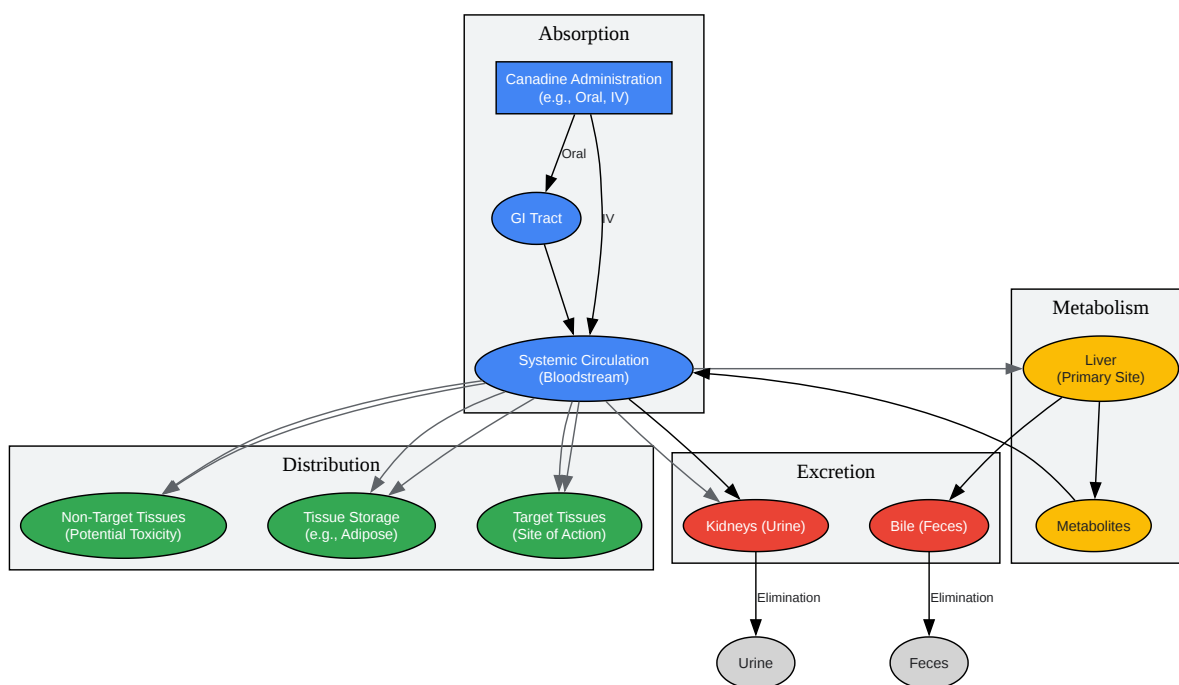 Absorption
Canadine Administration
(e.g., Oral, IV)
Oral
GI Tract
IV
Systemic Circulation
(Bloodstream)
Metabolism
Liver
(Primary Site)
Metabolites
Distribution
Non-Target Tissues
(Potential Toxicity)
Tissue Storage
(e.g., Adipose)
Target Tissues
(Site of Action)
Excretion
Kidneys (Urine)
Bile (Feces)
Elimination
Elimination
Urine
Feces